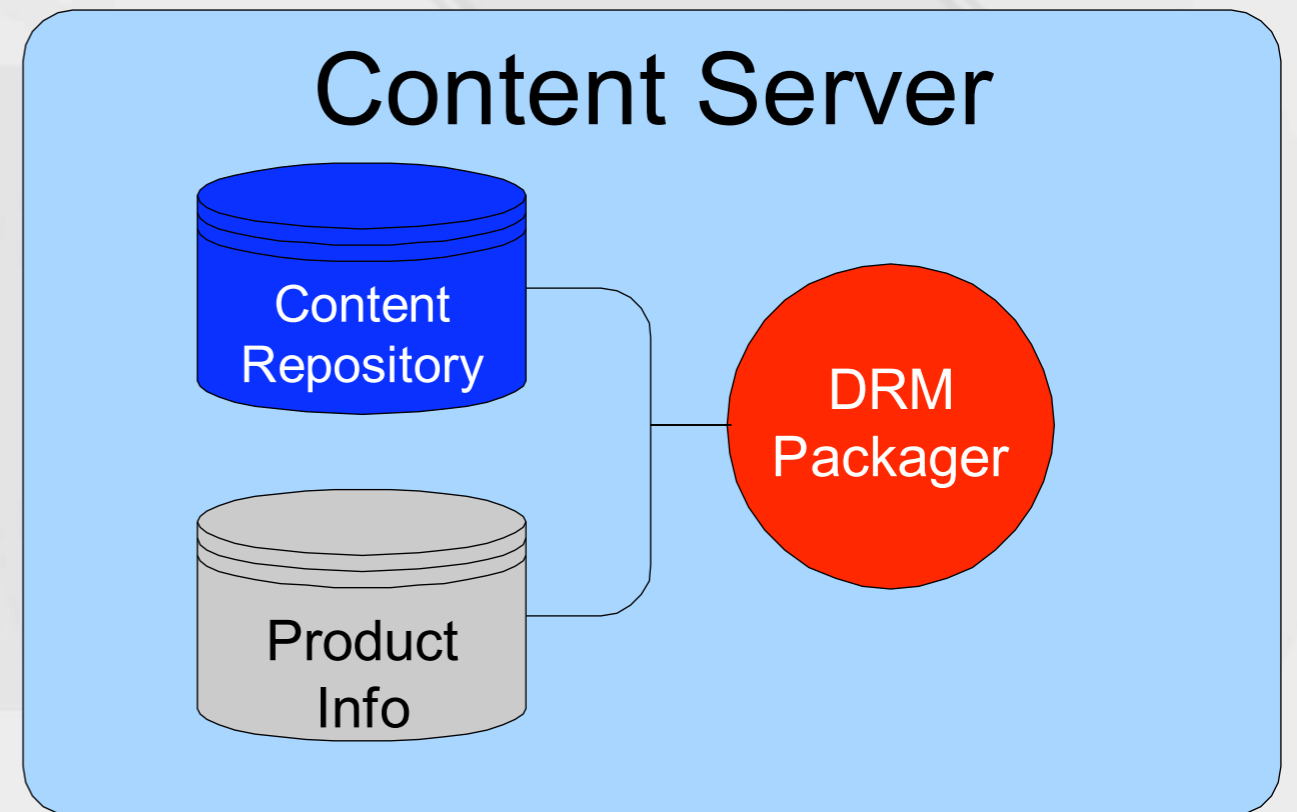 Content Server
Content
Repository
DRM
Packager
Product
Info